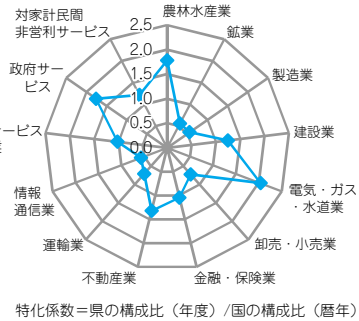 対家計民間
非営利サービス
農林水産業
鉱業
製造業
建設業
電気・ガス
・水道業
卸売・小売業
金融・保険業
不動産業
運輸業
情報
通信業
ービス
政府サー
ビス
2.5
2.0
1.5
1.0
0.5
0.0
特化係数＝県の構成比（年度）/国の構成比（暦年）